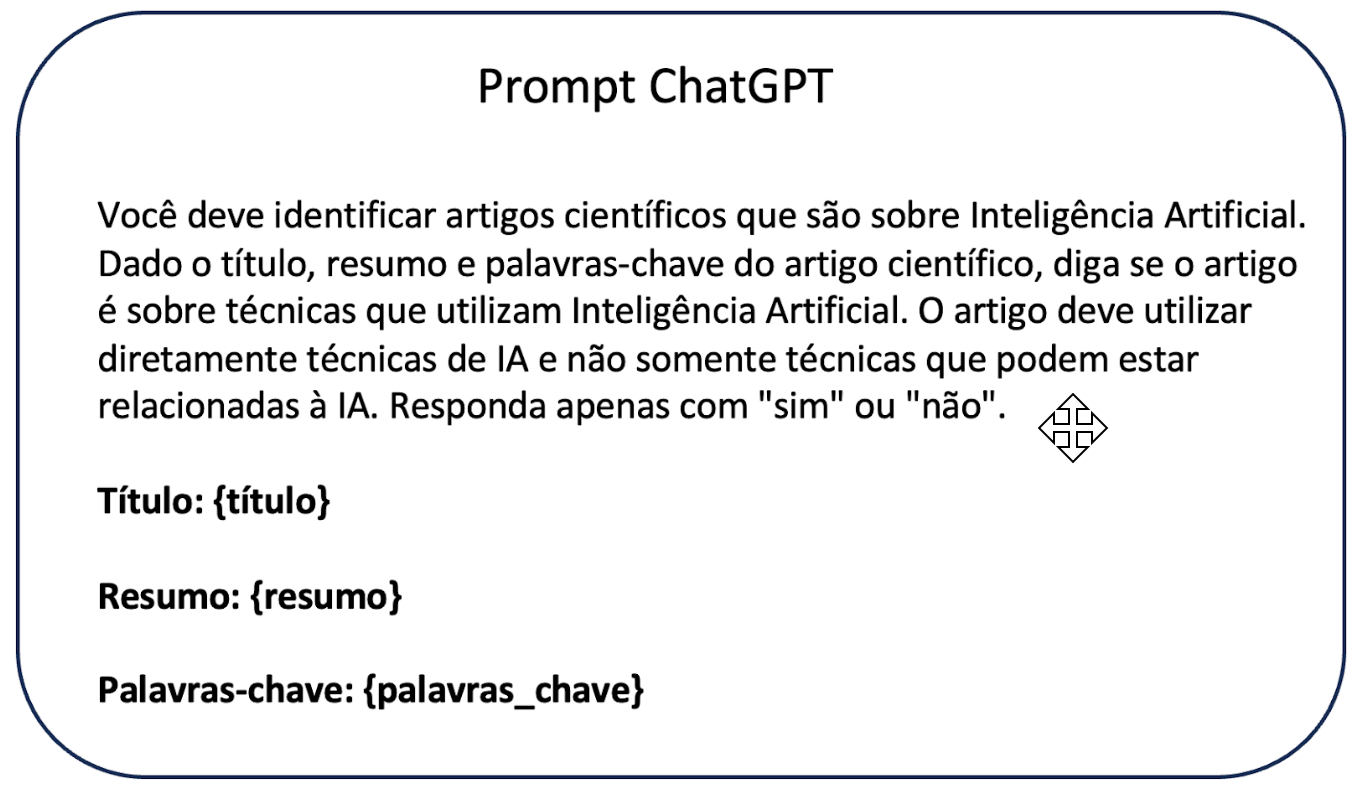 Prompt ChatGPT
Você deve identificar artigos científicos que são sobre Inteligência Artificial.
Dado o título, resumo e palavras-chave do artigo científico, diga se o artigo
é sobre técnicas que utilizam Inteligência Artificial. O artigo deve utilizar
diretamente técnicas de IA e não somente técnicas que podem estar
relacionadas à IA. Responda apenas com "sim" ou "não".
Título: {título}
Resumo: {resumo}
Palavras-chave: {palavras_chave}